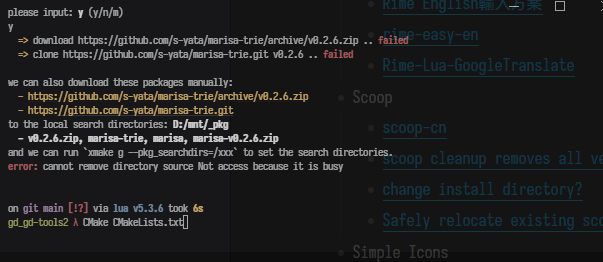 please input: y (y/n/m)
y
=> download https://github.com/s-yata/marisa-trie/archive/v0.2.6.zip .. failed
=> clone https://github.com/s-yata/marisa-trie.git v0.2.6 .. failed
we can also download these packages manually:
- https://github.com/s-yata/marisa-trie/archive/v0.2.6.zip
- https://github.com/s-yata/marisa-trie.git
to the local search directories: D:/mnt/_pkg
- v0.2.6.zip, marisa-trie, marisa, marisa-v0.2.6.zip
and we can run `xmake g --pkg_searchdirs=/xxx` to set the search directories.
error: cannot remove directory source Not access because it is busy
on git main [!?] via lua v5.3.6 took 6s
gd_gd-tools2 λ CMake CMakeLists.txt
Rime English输入方案
rime-easy-en
Rime-Lua-GoogleTranslate
Scoop
scoop-cn
scoop cleanup removes all ve
change install directory?
Safely relocate existing sco
Simple Icons